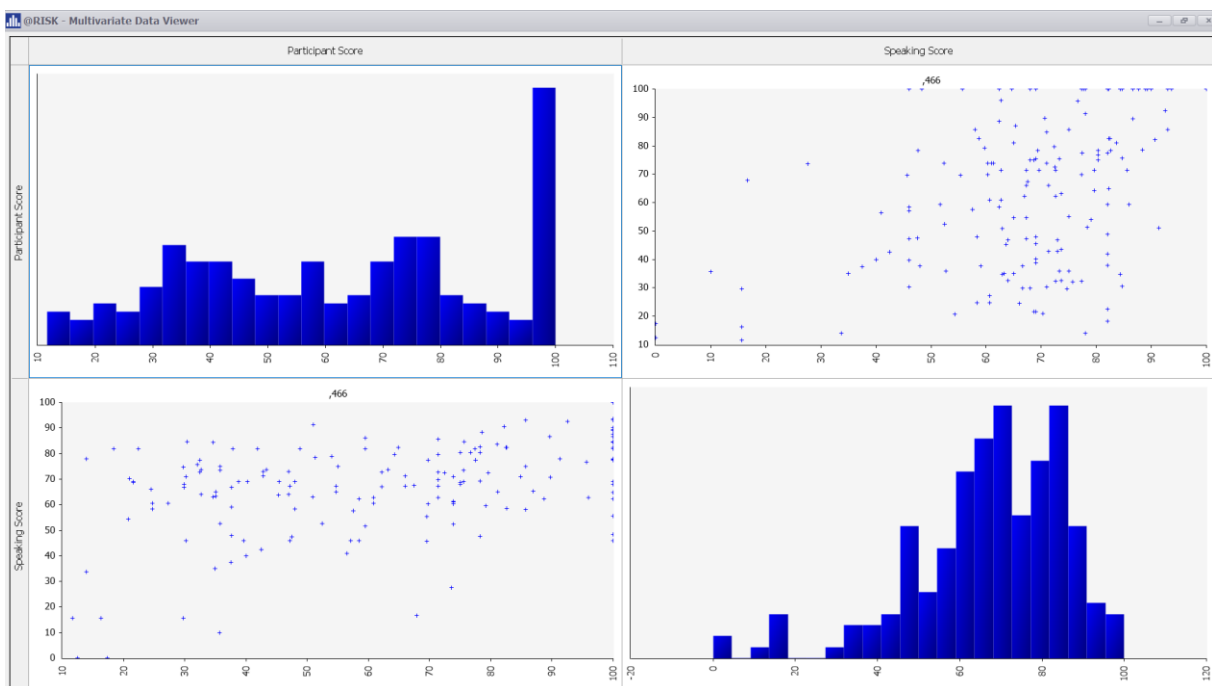 @RISK - Multivariate Data Viewer
Participant Score
Speaking Score
Participant Score
10 20 30 40 50 60 70 80 90 100 110
,466
100
90
80
70
60
50
40
30
20
10
0 10 20 30 40 50 60 70 80 90 100
Speaking Score
,466
100
90
80
70
60
50
40
30
20
10
0
10 20 30 40 50 60 70 80 90 100
-20 0 20 40 60 80 100 120